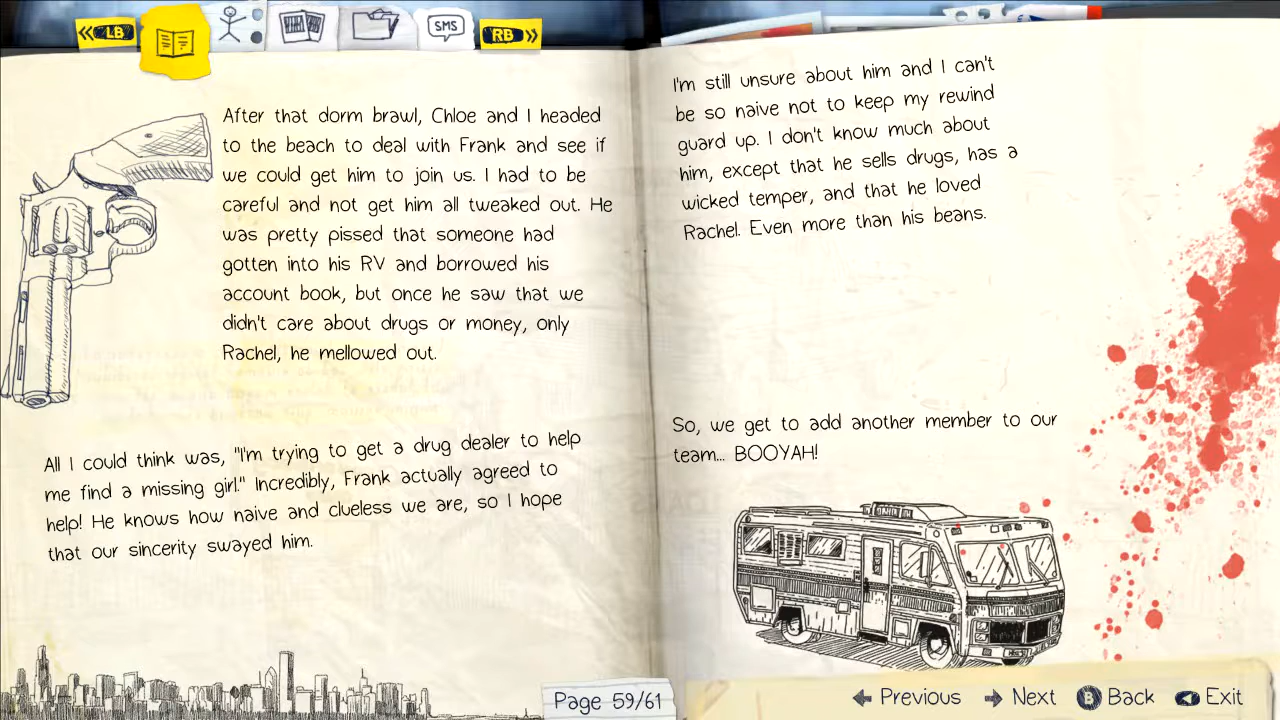 LB
SMS
RB
After that dorm brawl, Chloe and I headed
to the beach to deal with Frank and see if
we could get him to join us. I had to be
careful and not get him all tweaked out. He
was pretty pissed that someone had
gotten into his RV and borrowed his
account book, but once he saw that we
didn't care about drugs or money, only
Rachel, he mellowed out.
All I could think was, "I'm trying to get a drug dealer to help
me find a missing girl." Incredibly, Frank actually agreed to
help! He knows how naive and clueless we are, so I hope
that our sincerity swayed him.
I'm still unsure about him and I can't
be so naive not to keep my rewind
guard up. I don't know much about
him, except that he sells drugs, has a
wicked temper, and that he loved
Rachel. Even more than his beans.
So, we get to add another member to our
team... BOOYAH!
Page 59/61
Previous
Next
B Back
Exit